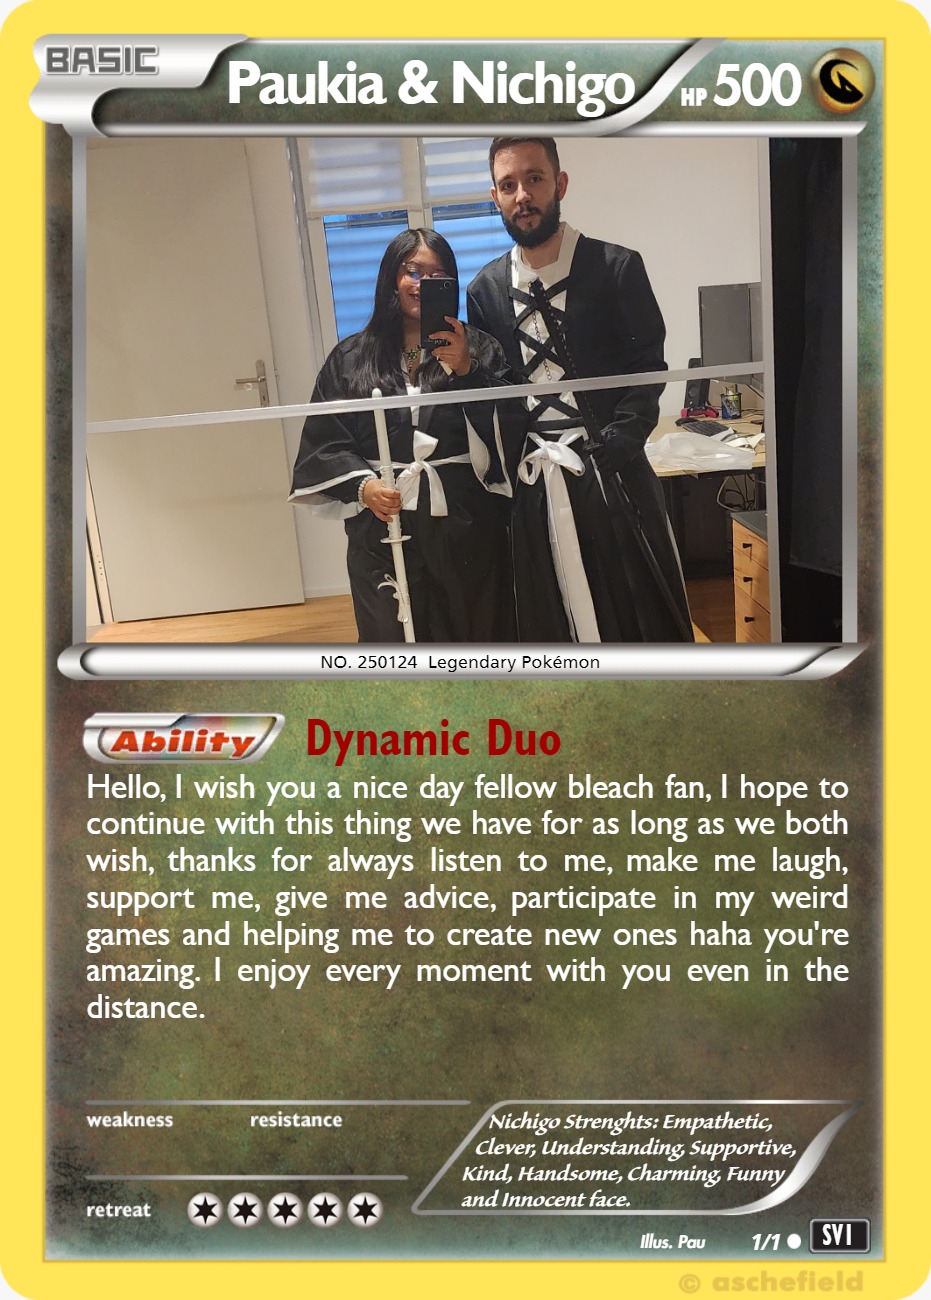 BASIC
Paukia & Nichigo HP 500
NO. 250124 Legendary Pokémon
Ability Dynamic Duo
Hello, I wish you a nice day fellow bleach fan, I hope to
continue with this thing we have for as long as we both
wish, thanks for always listen to me, make me laugh,
support me, give me advice, participate in my weird
games and helping me to create new ones haha you're
amazing. I enjoy every moment with you even in the
distance.
weakness resistance
Nichigo Strenghts: Empathetic,
Clever, Understanding, Supportive,
Kind, Handsome, Charming, Funny
and Innocent face.
retreat
Illus. Pau 1/1 SVI
© aschefield